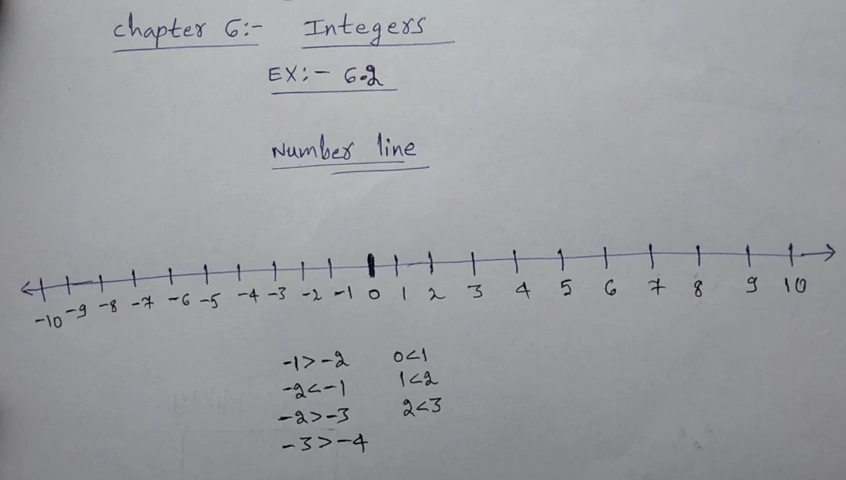 Chapter 6:- Integers
EX:- 6.2
Number line
-10 -9 -8 -7 -6 -5 -4 -3 -2 -1 0 1 2 3 4 5 6 7 8 9 10
-1>-2 0<1
-2<-1 1<2
-2>-3 2<3
-3>-4